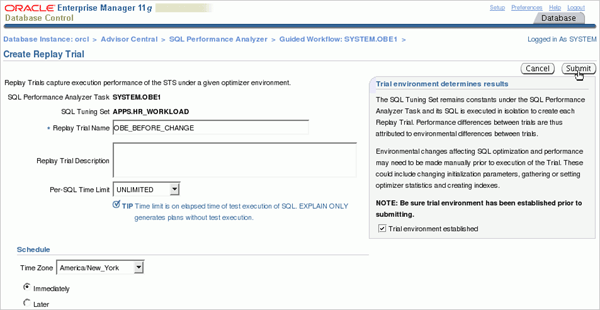 ORACLE Enterprise Manager 11g
Database Control
Setup Preferences Help Logout
Database
Database Instance: orcl > Advisor Central > SQL Performance Analyzer > Guided Workflow: SYSTEM.OBE1 >
Logged in As SYSTEM
Create Replay Trial
Cancel Submit
Replay Trials capture execution performance of the STS under a given optimizer environment.
SQL Performance Analyzer Task SYSTEM.OBE1
SQL Tuning Set APPS.HR_WORKLOAD
* Replay Trial Name OBE_BEFORE_CHANGE
Replay Trial Description
Per-SQL Time Limit UNLIMITED
TIP Time limit is on elapsed time of test execution of SQL. EXPLAIN ONLY
generates plans without test execution.
Trial environment determines results
The SQL Tuning Set remains constants under the SQL Performance
Analyzer Task and its SQL is executed in isolation to create each
Replay Trial. Performance differences between trials are thus
attributed to environmental differences between trials.
Environmental changes affecting SQL optimization and performance
may need to be made manually prior to execution of the Trial. These
could include changing initialization parameters, gathering or setting
optimizer statistics and creating indexes.
NOTE: Be sure trial environment has been established prior to
submitting.
Trial environment established
Schedule
Time Zone America/New_York
Immediately
Later